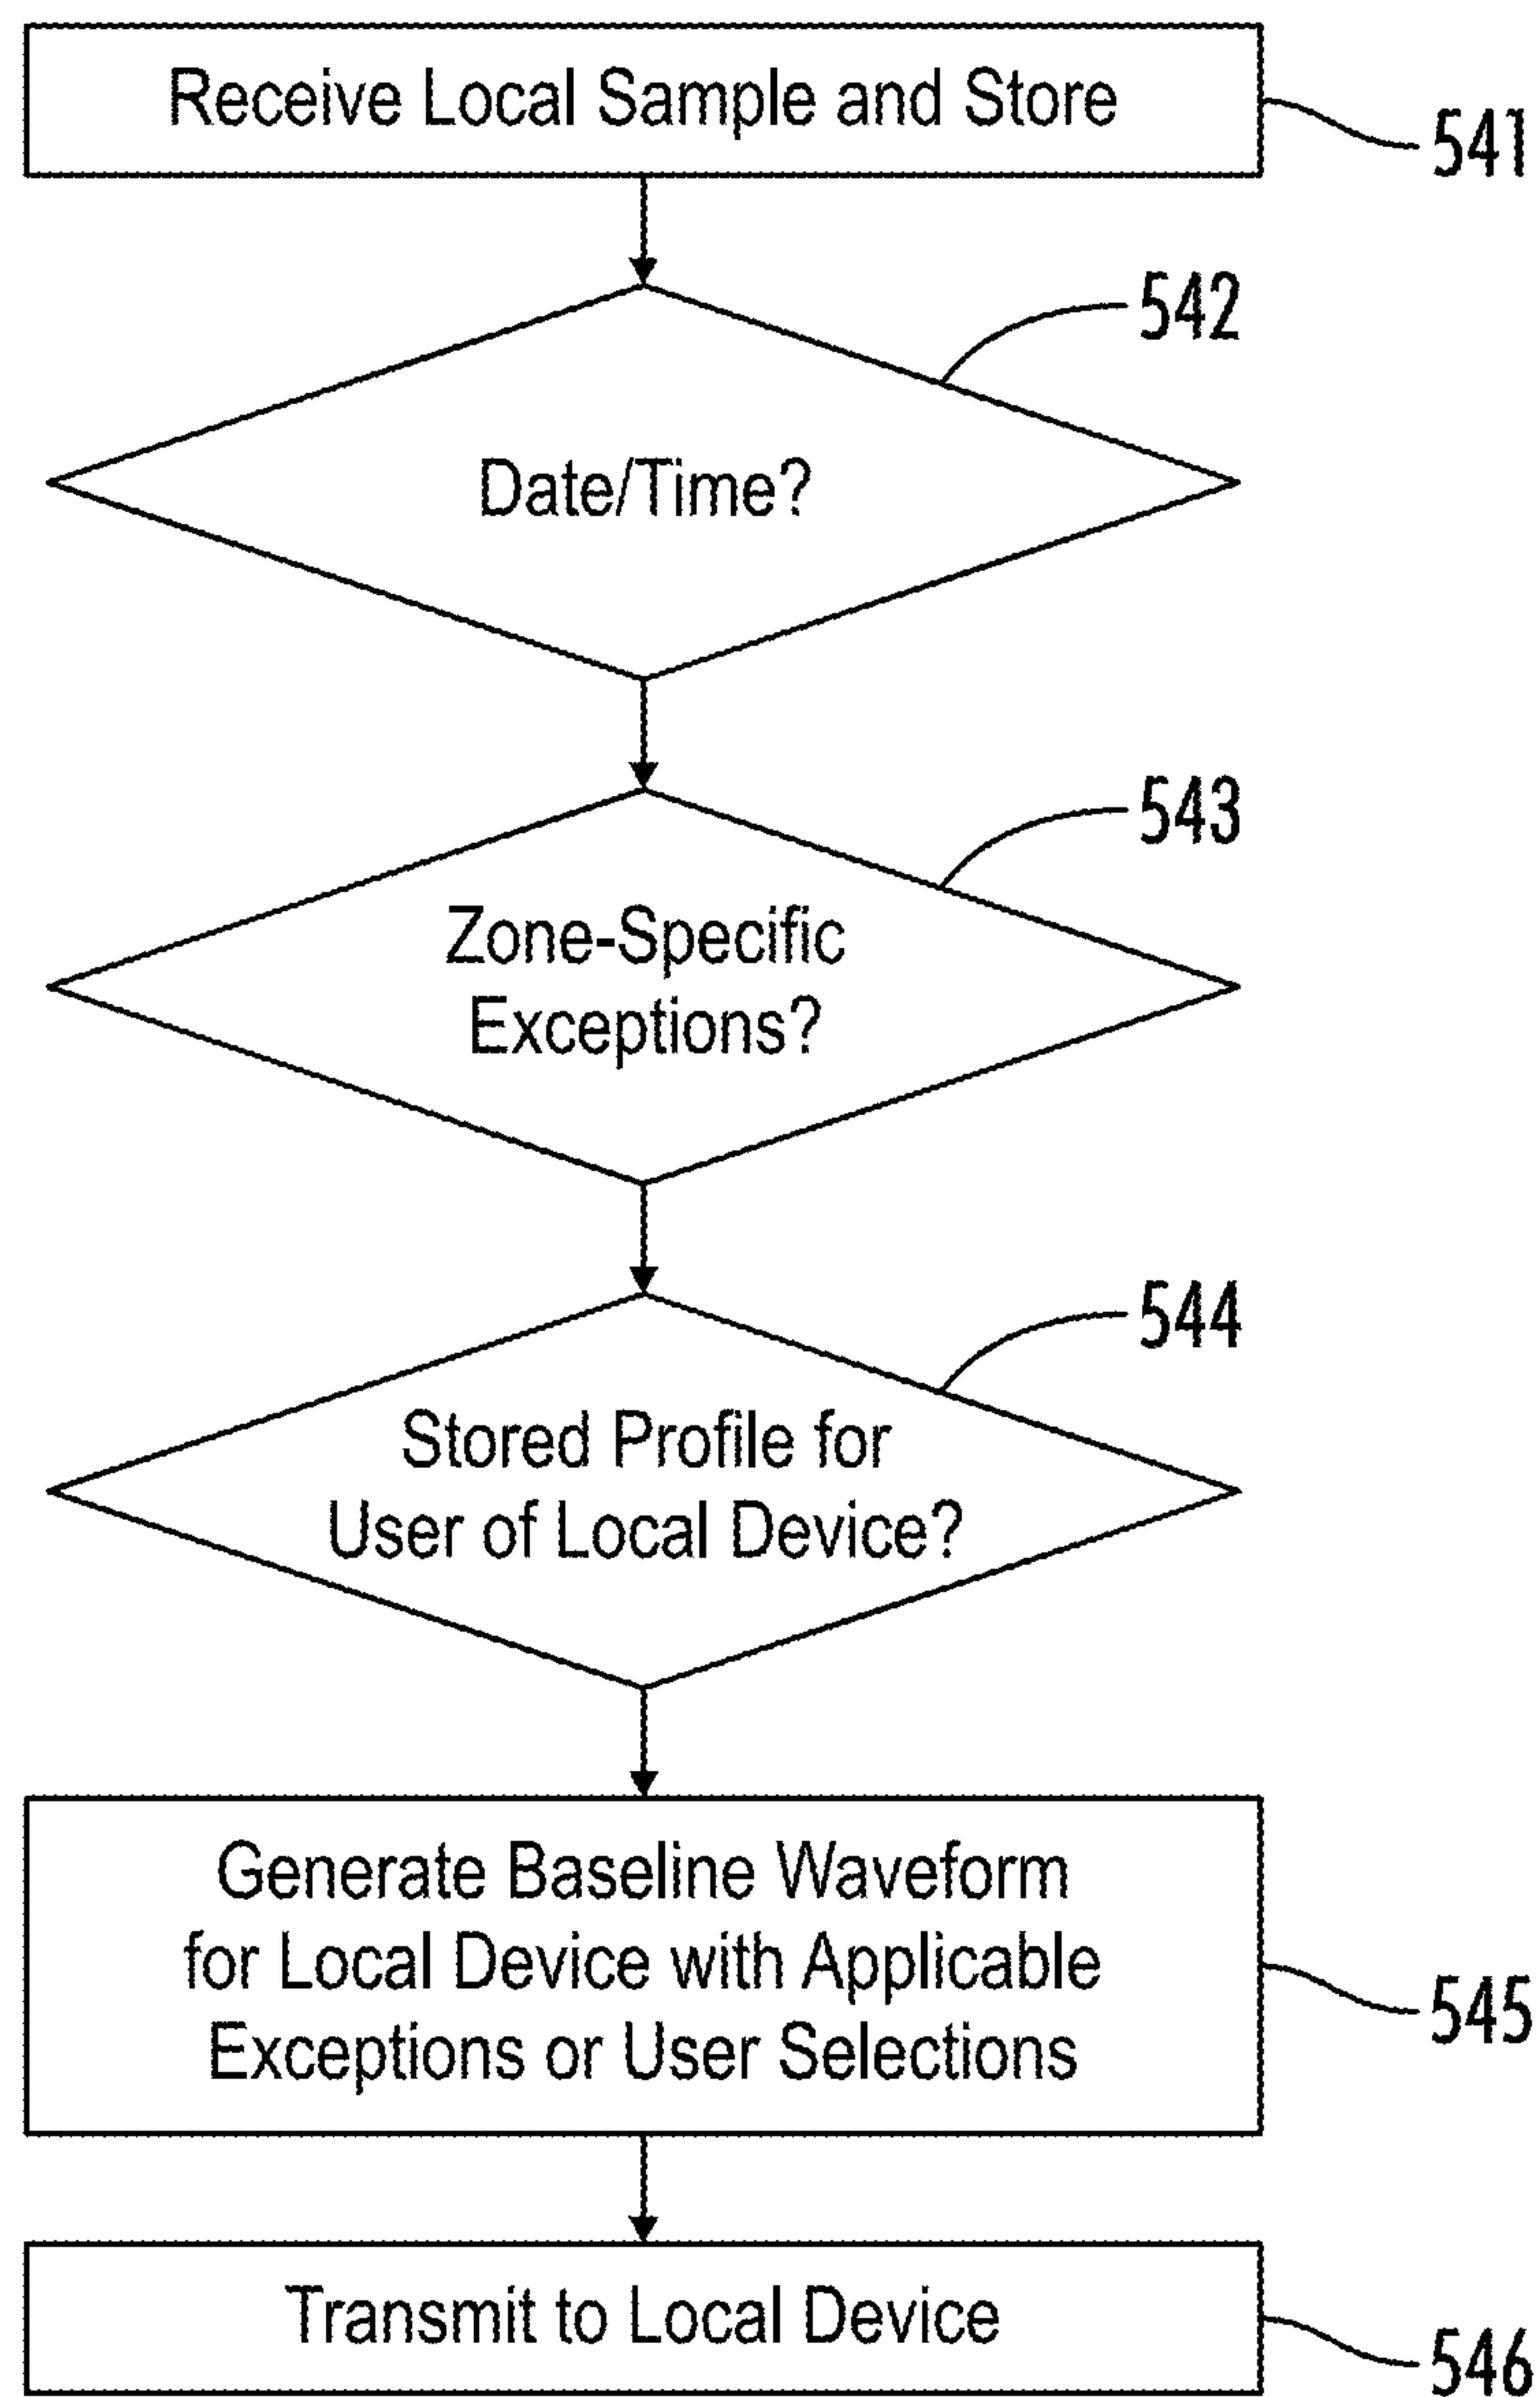 Receive Local Sample and Store
541
542
Date/Time?
543
Zone-Specific
Exceptions?
544
Stored Profile for
User of Local Device?
Generate Baseline Waveform
for Local Device with Applicable
Exceptions or User Selections
545
Transmit to Local Device
546